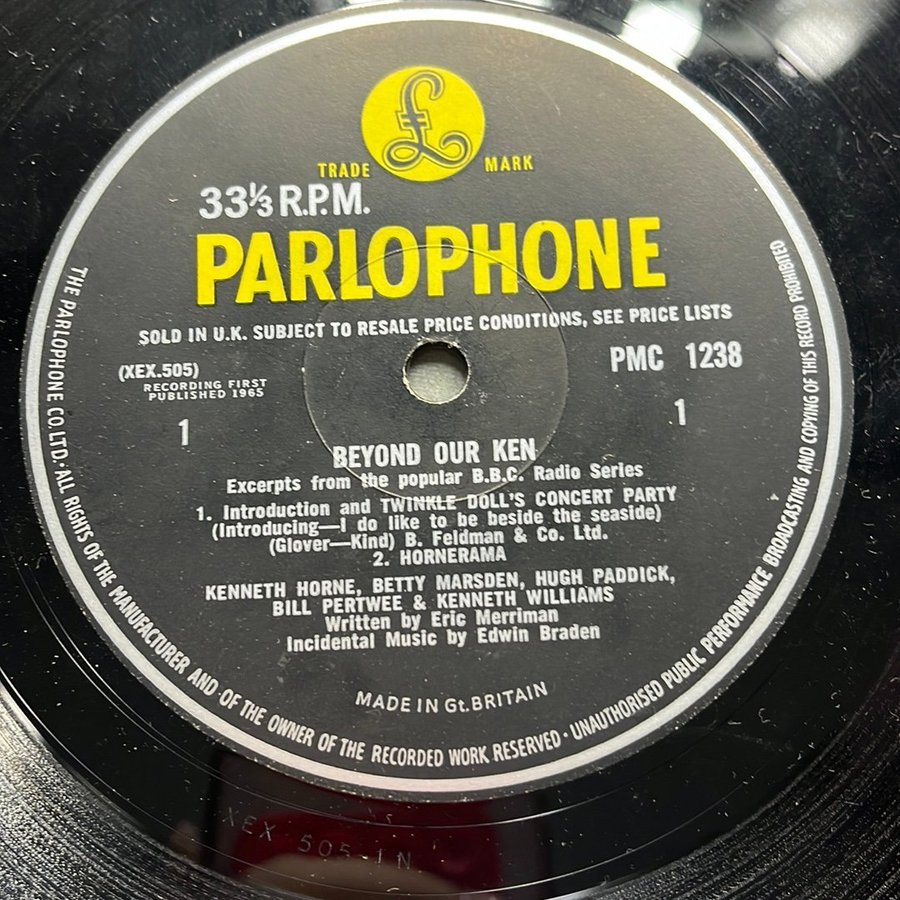 £
TRADE MARK
33⅓ R.P.M.
PARLOPHONE
SOLD IN U.K. SUBJECT TO RESALE PRICE CONDITIONS, SEE PRICE LISTS
(XEX.505)
RECORDING FIRST
PUBLISHED 1965
PMC 1238
1
1
BEYOND OUR KEN
Excerpts from the popular B.B.C. Radio Series
1. Introduction and TWINKLE DOLL'S CONCERT PARTY
(Introducing—I do like to be beside the seaside)
(Glover—Kind) B. Feldman & Co. Ltd.
2. HORNERAMA
KENNETH HORNE, BETTY MARSDEN, HUGH PADDICK,
BILL PERTWEE & KENNETH WILLIAMS
Written by Eric Merriman
Incidental Music by Edwin Braden
MADE IN Gt. BRITAIN
THE PARLOPHONE CO. LTD. · ALL RIGHTS OF THE MANUFACTURER AND OF THE OWNER OF THE RECORDED WORK RESERVED · UNAUTHORISED PUBLIC PERFORMANCE BROADCASTING AND COPYING OF THIS RECORD PROHIBITED
XEX 505-1N